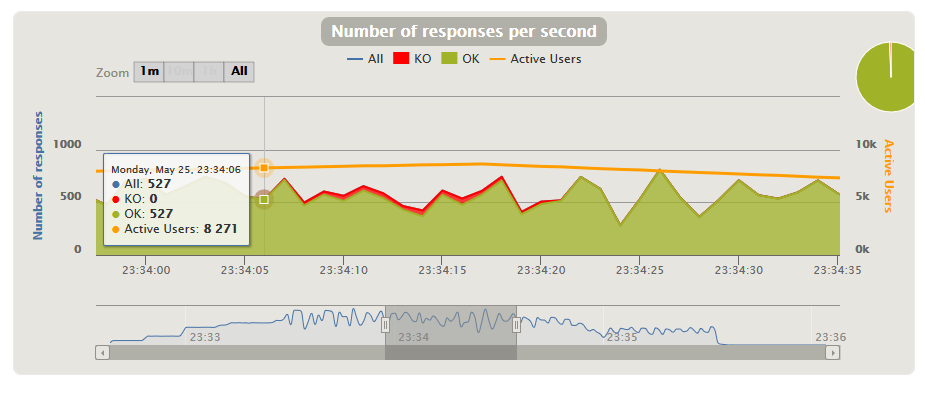 Number of responses per second
All KO OK Active Users
Zoom 1m 10m 1h All
Number of responses
Active Users
1000
500
0
10k
5k
0k
Monday, May 25, 23:34:06
All: 527
KO: 0
OK: 527
Active Users: 8 271
23:34:00 23:34:05 23:34:10 23:34:15 23:34:20 23:34:25 23:34:30 23:34:35
23:33 23:34 23:35 23:36